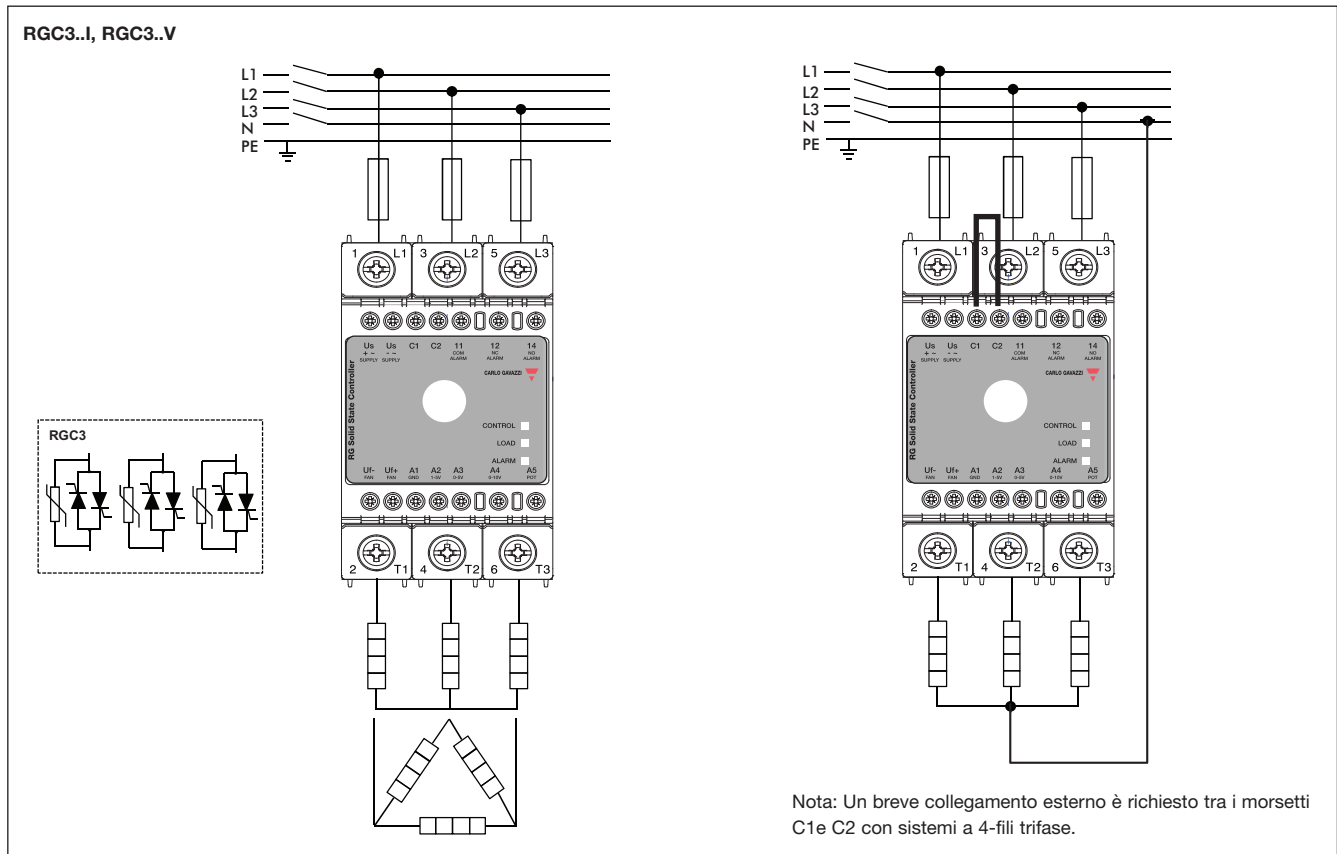 RGC3..I, RGC3..V
L1
L2
L3
N
PE
1 L1 3 L2 5 L3
Us Us C1 C2 11 12 14
+ ~ - ~ COM NC NO
SUPPLY SUPPLY ALARM ALARM ALARM
CARLO GAVAZZI
RG Solid State Controller
CONTROL
LOAD
ALARM
Uf- Uf+ A1 A2 A3 A4 A5
FAN FAN GND 1-5V 0-5V 0-10V POT
2 T1 4 T2 6 T3
RGC3
L1
L2
L3
N
PE
1 L1 3 L2 5 L3
Us Us C1 C2 11 12 14
+ ~ - ~ COM NC NO
SUPPLY SUPPLY ALARM ALARM ALARM
CARLO GAVAZZI
RG Solid State Controller
CONTROL
LOAD
ALARM
Uf- Uf+ A1 A2 A3 A4 A5
FAN FAN GND 1-5V 0-5V 0-10V POT
2 T1 4 T2 6 T3
Nota: Un breve collegamento esterno è richiesto tra i morsetti
C1e C2 con sistemi a 4-fili trifase.